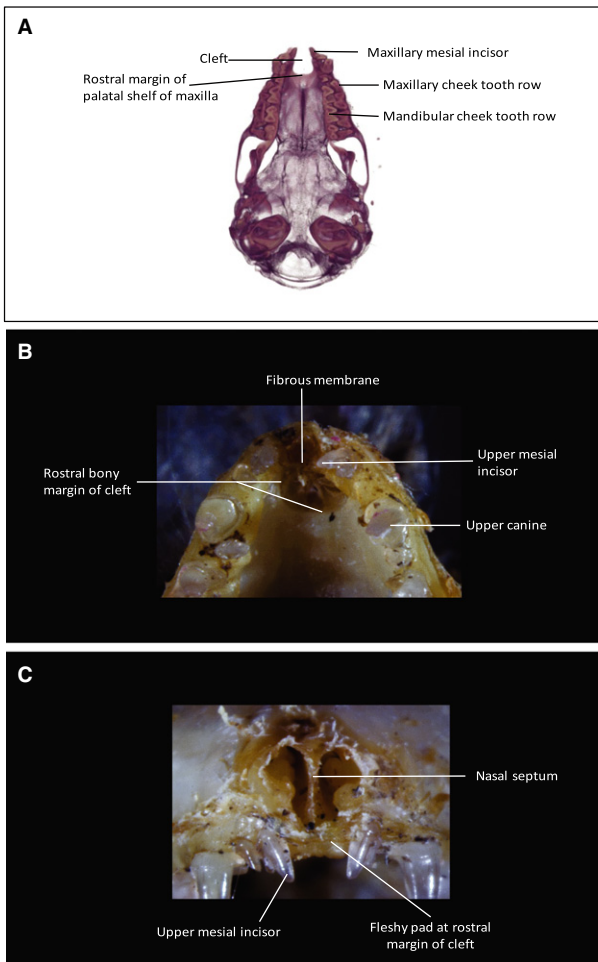 A
Cleft
Maxillary mesial incisor
Rostral margin of
palatal shelf of maxilla
Maxillary cheek tooth row
Mandibular cheek tooth row
B
Fibrous membrane
Rostral bony
margin of cleft
Upper mesial
incisor
Upper canine
C
Nasal septum
Upper mesial incisor
Fleshy pad at rostral
margin of cleft